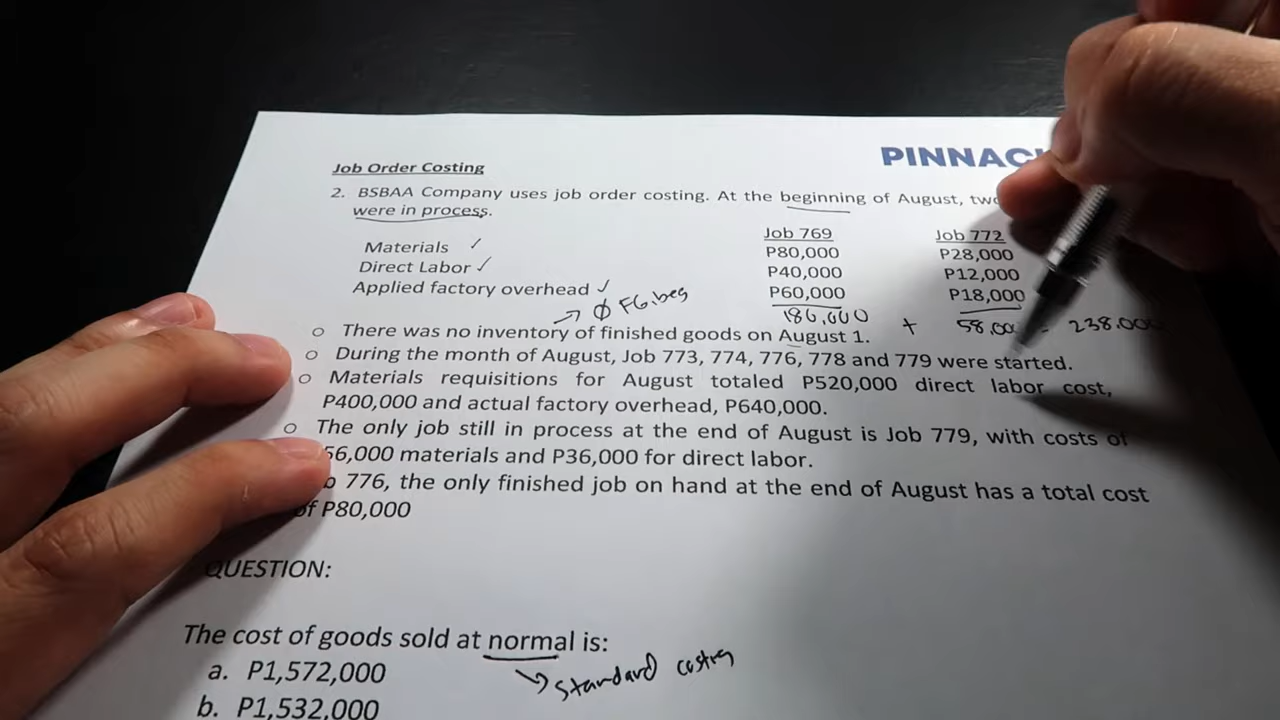 PINNAC
Job Order Costing
2. BSBAA Company uses job order costing. At the beginning of August, two
were in process.
Job 769 Job 772
Materials ✓ P80,000 P28,000
Direct Labor ✓ P40,000 P12,000
Applied factory overhead ✓ P60,000 P18,000
→ Ø FG.beg 180,000 + 58,00 = 238.000
o There was no inventory of finished goods on August 1.
o During the month of August, Job 773, 774, 776, 778 and 779 were started.
o Materials requisitions for August totaled P520,000 direct labor cost,
P400,000 and actual factory overhead, P640,000.
o The only job still in process at the end of August is Job 779, with costs of
56,000 materials and P36,000 for direct labor.
776, the only finished job on hand at the end of August has a total cost
of P80,000
QUESTION:
The cost of goods sold at normal is:
↳ Standard costing
a. P1,572,000
b. P1,532,000